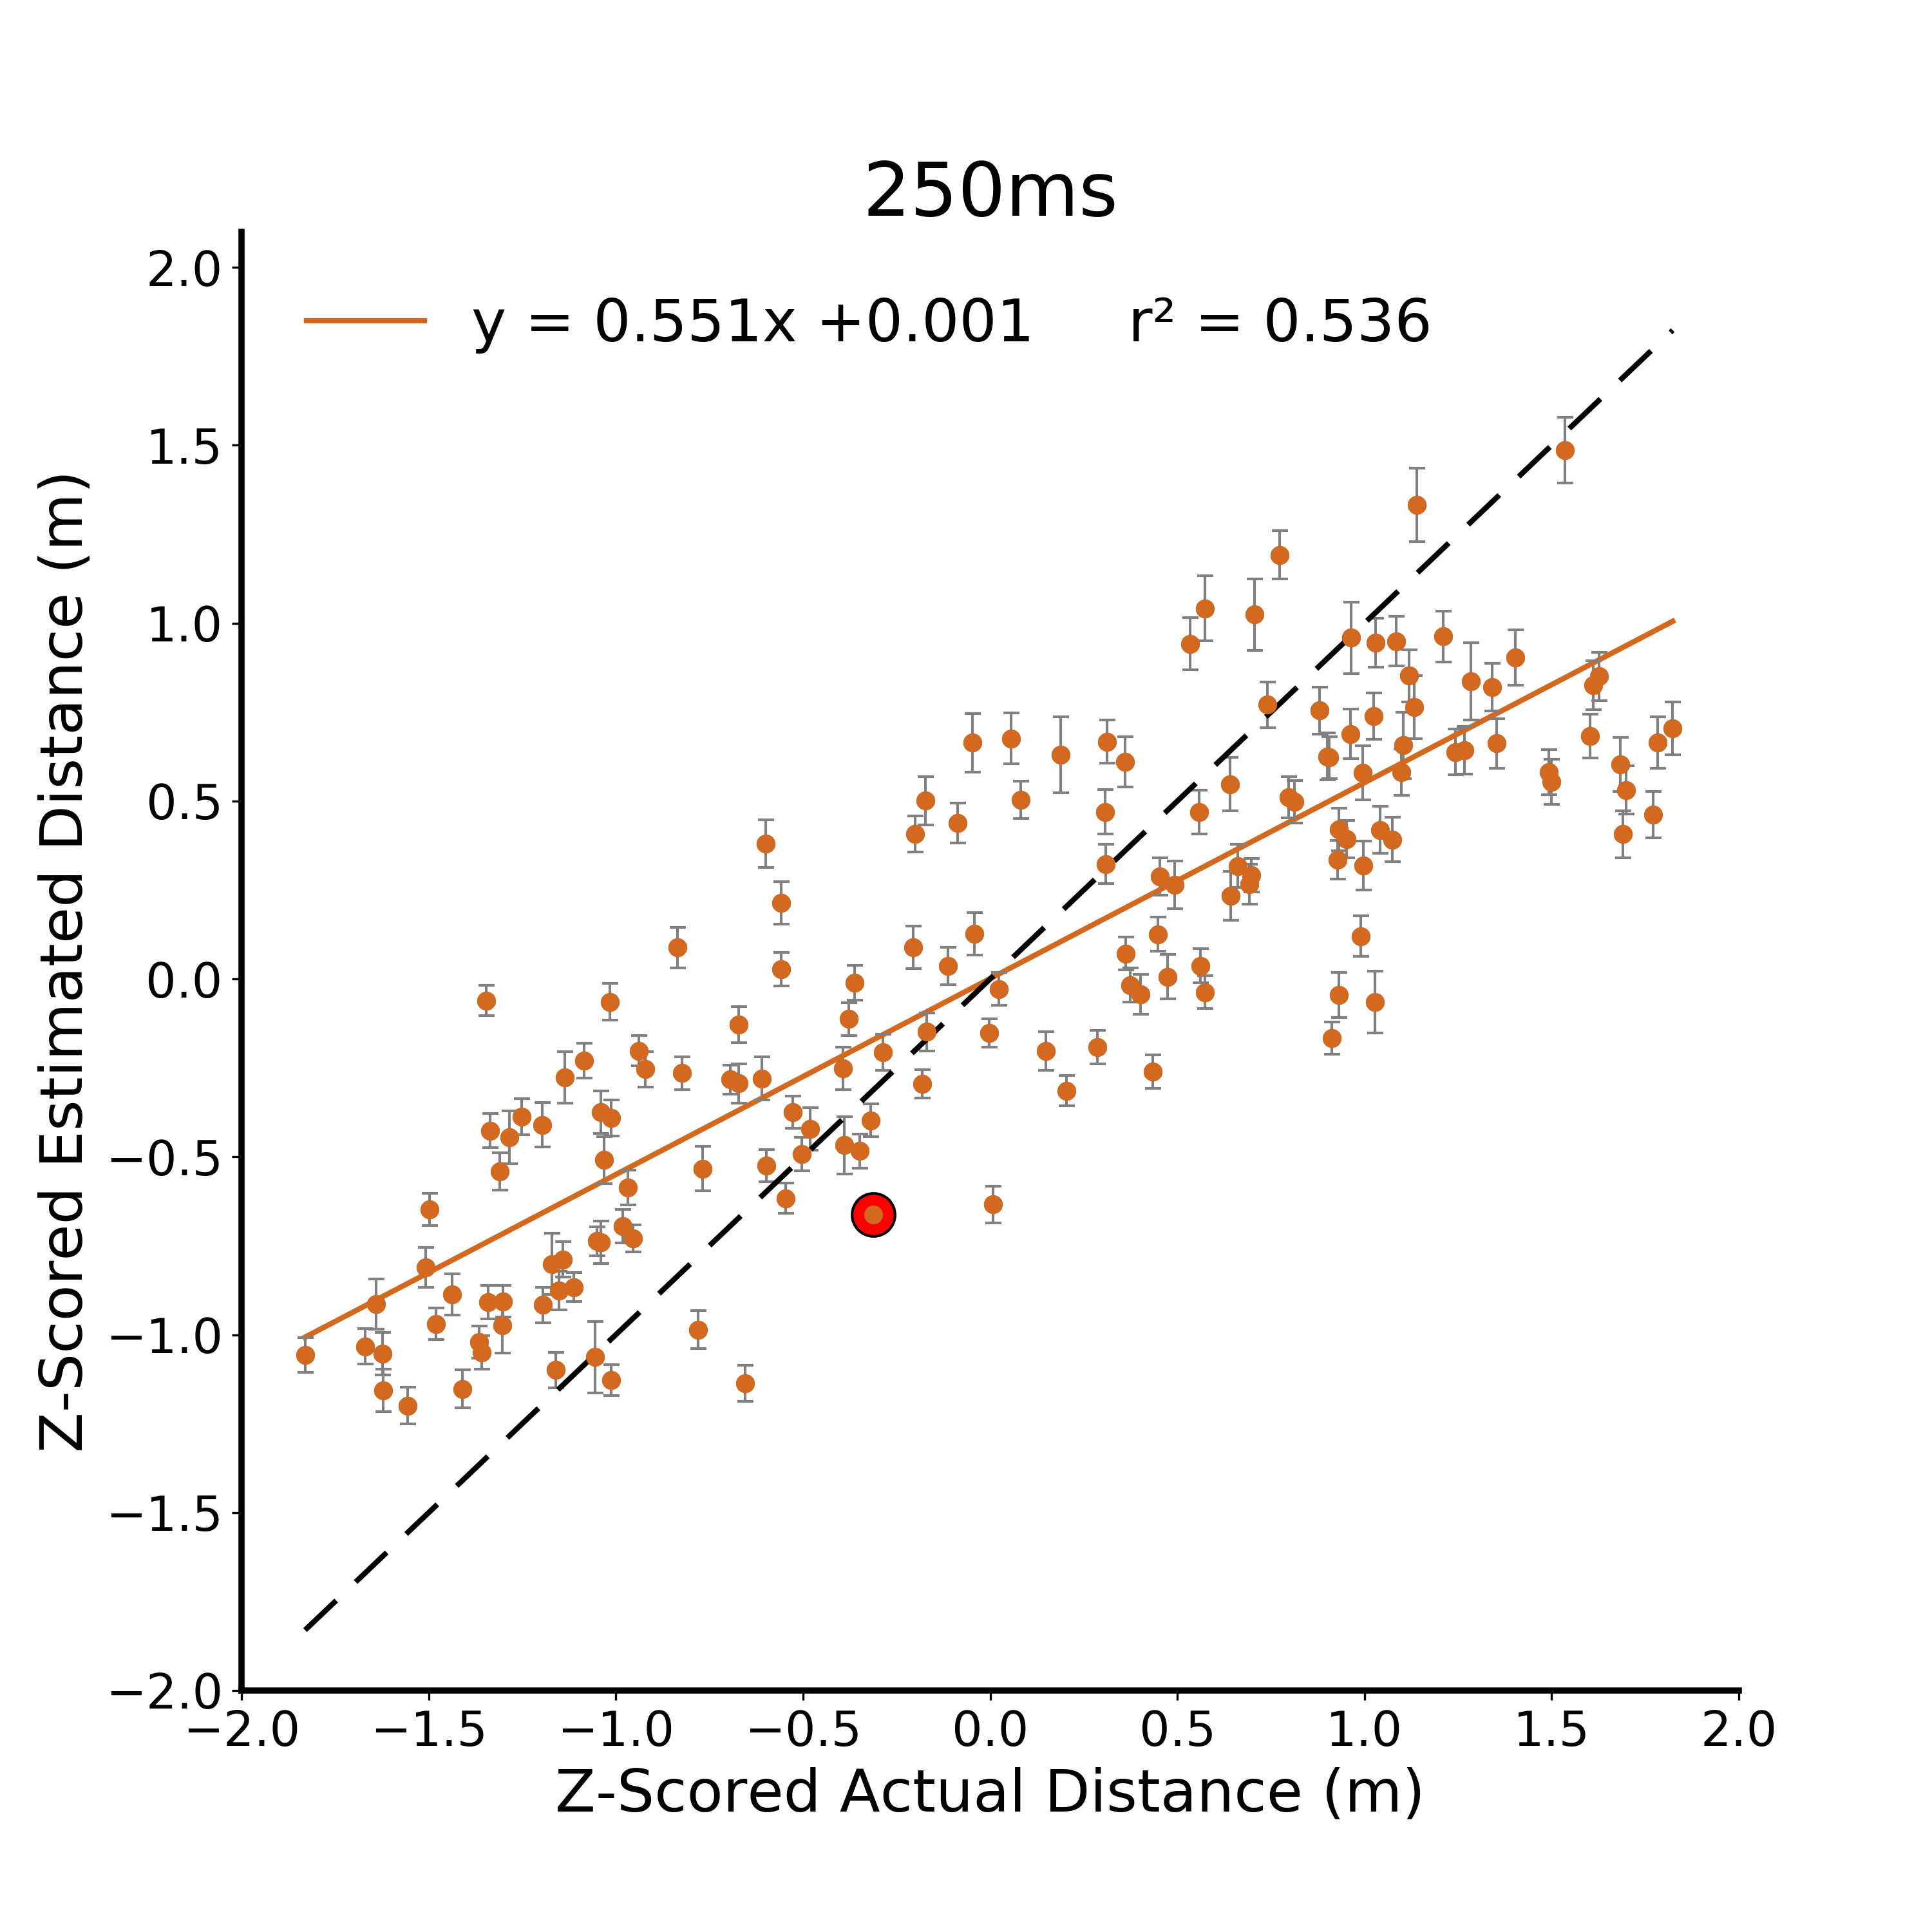 250ms
y = 0.551x +0.001 r² = 0.536
Z-Scored Estimated Distance (m)
2.0
1.5
1.0
0.5
0.0
−0.5
−1.0
−1.5
−2.0
−2.0 −1.5 −1.0 −0.5 0.0 0.5 1.0 1.5 2.0
Z-Scored Actual Distance (m)